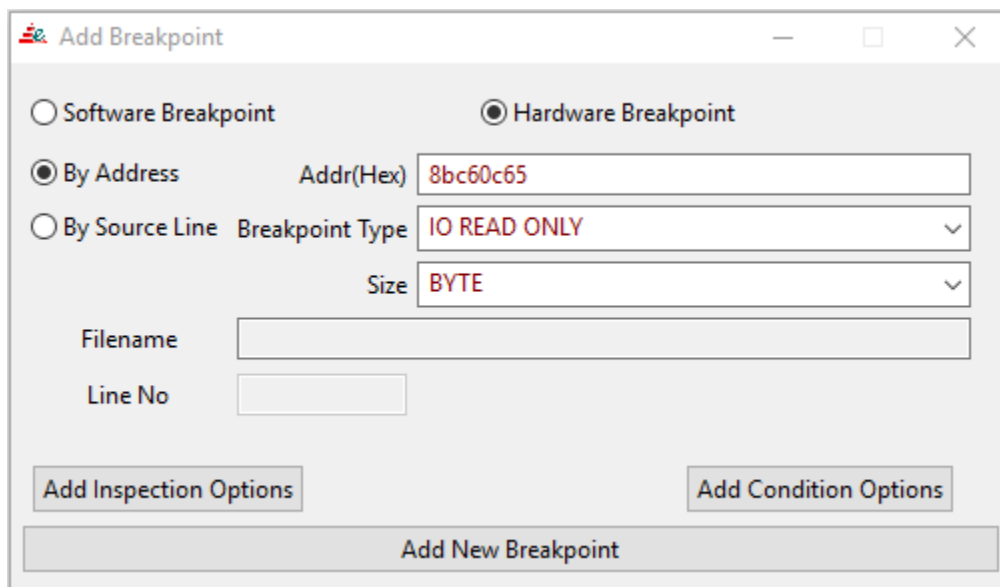 Add Breakpoint
Software Breakpoint Hardware Breakpoint
By Address Addr(Hex) 8bc60c65
By Source Line Breakpoint Type IO READ ONLY
Size BYTE
Filename
Line No
Add Inspection Options Add Condition Options
Add New Breakpoint